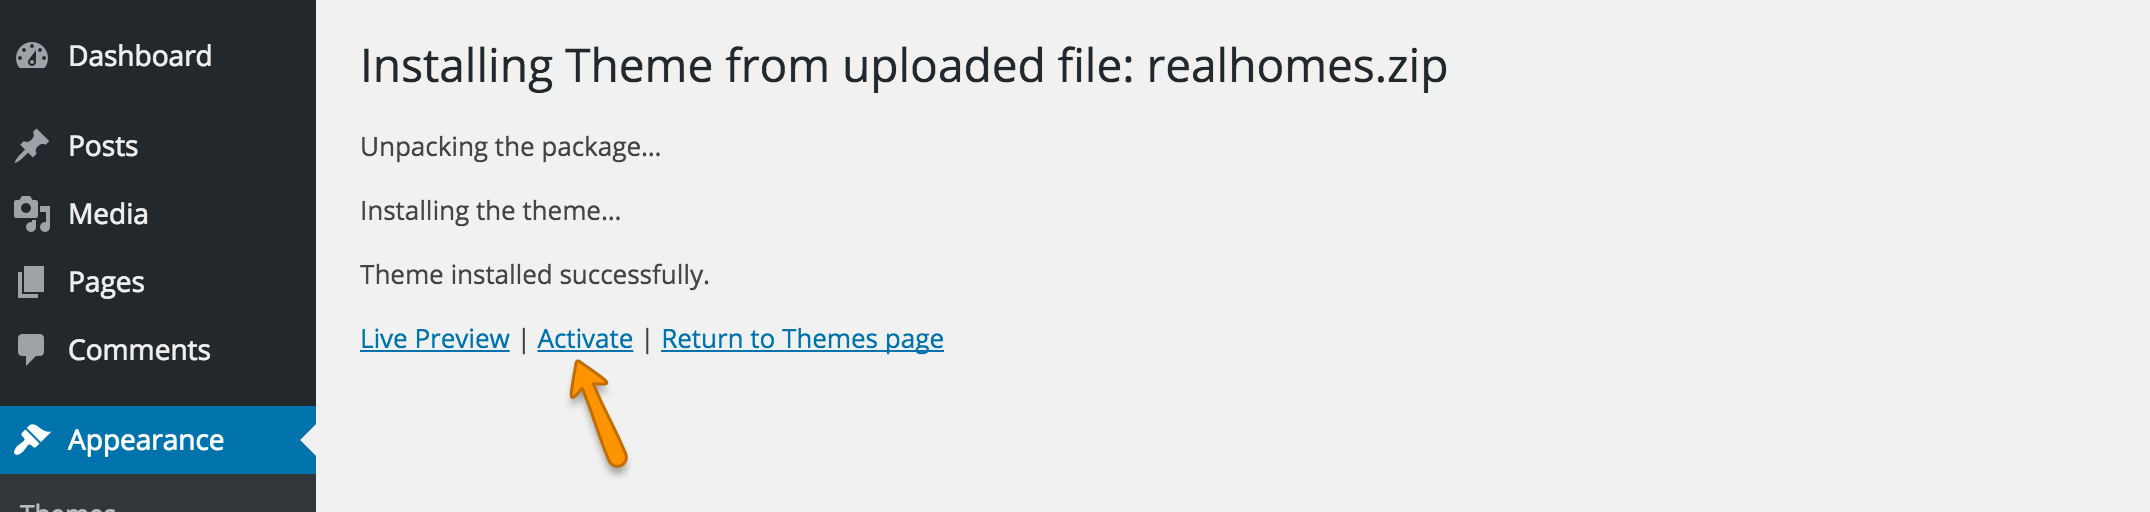 Dashboard
Posts
Media
Pages
Comments
Appearance
Themes
Installing Theme from uploaded file: realhomes.zip
Unpacking the package...
Installing the theme...
Theme installed successfully.
Live Preview | Activate | Return to Themes page